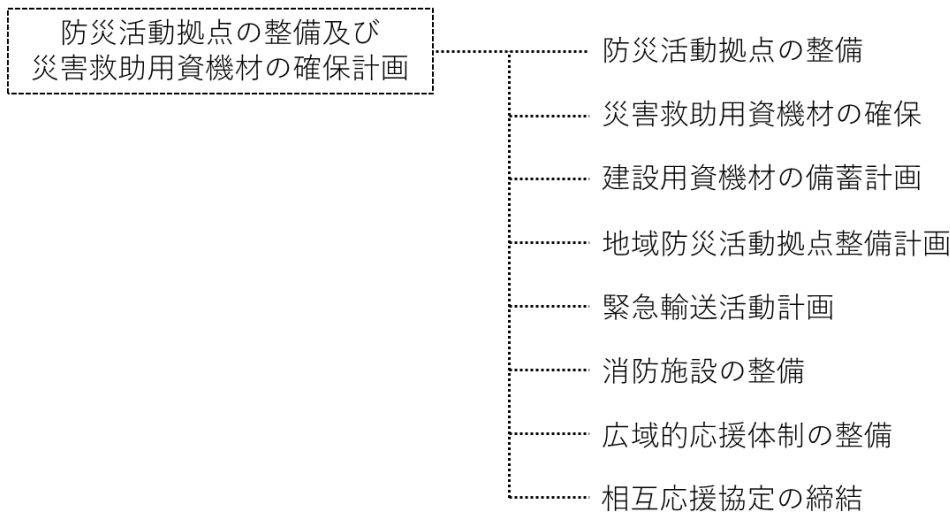 防災活動拠点の整備及び
災害救助用資機材の確保計画
防災活動拠点の整備
災害救助用資機材の確保
建設用資機材の備蓄計画
地域防災活動拠点整備計画
緊急輸送活動計画
消防施設の整備
広域的応援体制の整備
相互応援協定の締結